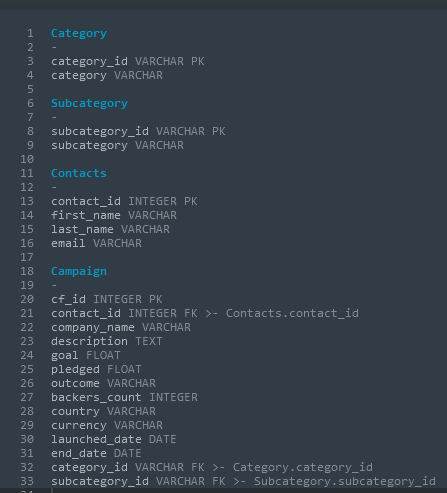 1 Category
2 -
3 category_id VARCHAR PK
4 category VARCHAR
5
6 Subcategory
7 -
8 subcategory_id VARCHAR PK
9 subcategory VARCHAR
10
11 Contacts
12 -
13 contact_id INTEGER PK
14 first_name VARCHAR
15 last_name VARCHAR
16 email VARCHAR
17
18 Campaign
19 -
20 cf_id INTEGER PK
21 contact_id INTEGER FK >- Contacts.contact_id
22 company_name VARCHAR
23 description TEXT
24 goal FLOAT
25 pledged FLOAT
26 outcome VARCHAR
27 backers_count INTEGER
28 country VARCHAR
29 currency VARCHAR
30 launched_date DATE
31 end_date DATE
32 category_id VARCHAR FK >- Category.category_id
33 subcategory_id VARCHAR FK >- Subcategory.subcategory_id